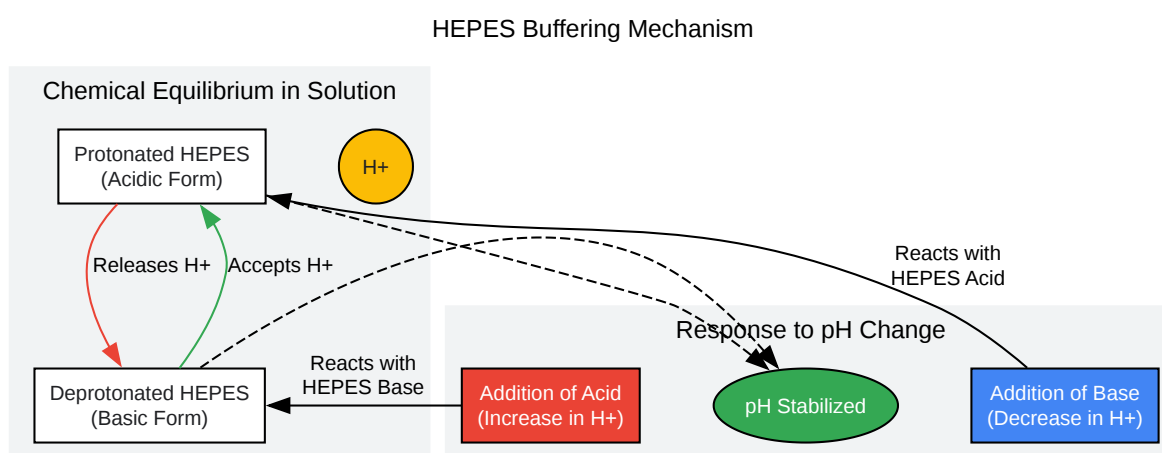 HEPES Buffering Mechanism
Chemical Equilibrium in Solution
Protonated HEPES
(Acidic Form)
H+
Releases H+
Accepts H+
Deprotonated HEPES
(Basic Form)
Reacts with
HEPES Base
Reacts with
HEPES Acid
Response to pH Change
Addition of Acid
(Increase in H+)
pH Stabilized
Addition of Base
(Decrease in H+)